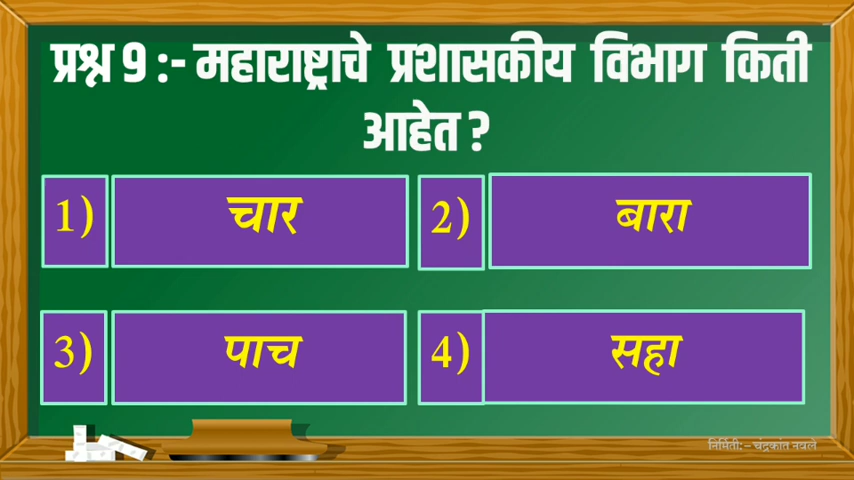 प्रश्न 9 :- महाराष्ट्राचे प्रशासकीय विभाग किती
आहेत ?
1) चार 2) बारा
3) पाच 4) सहा
निर्मिती:- चंद्रकांत नवले